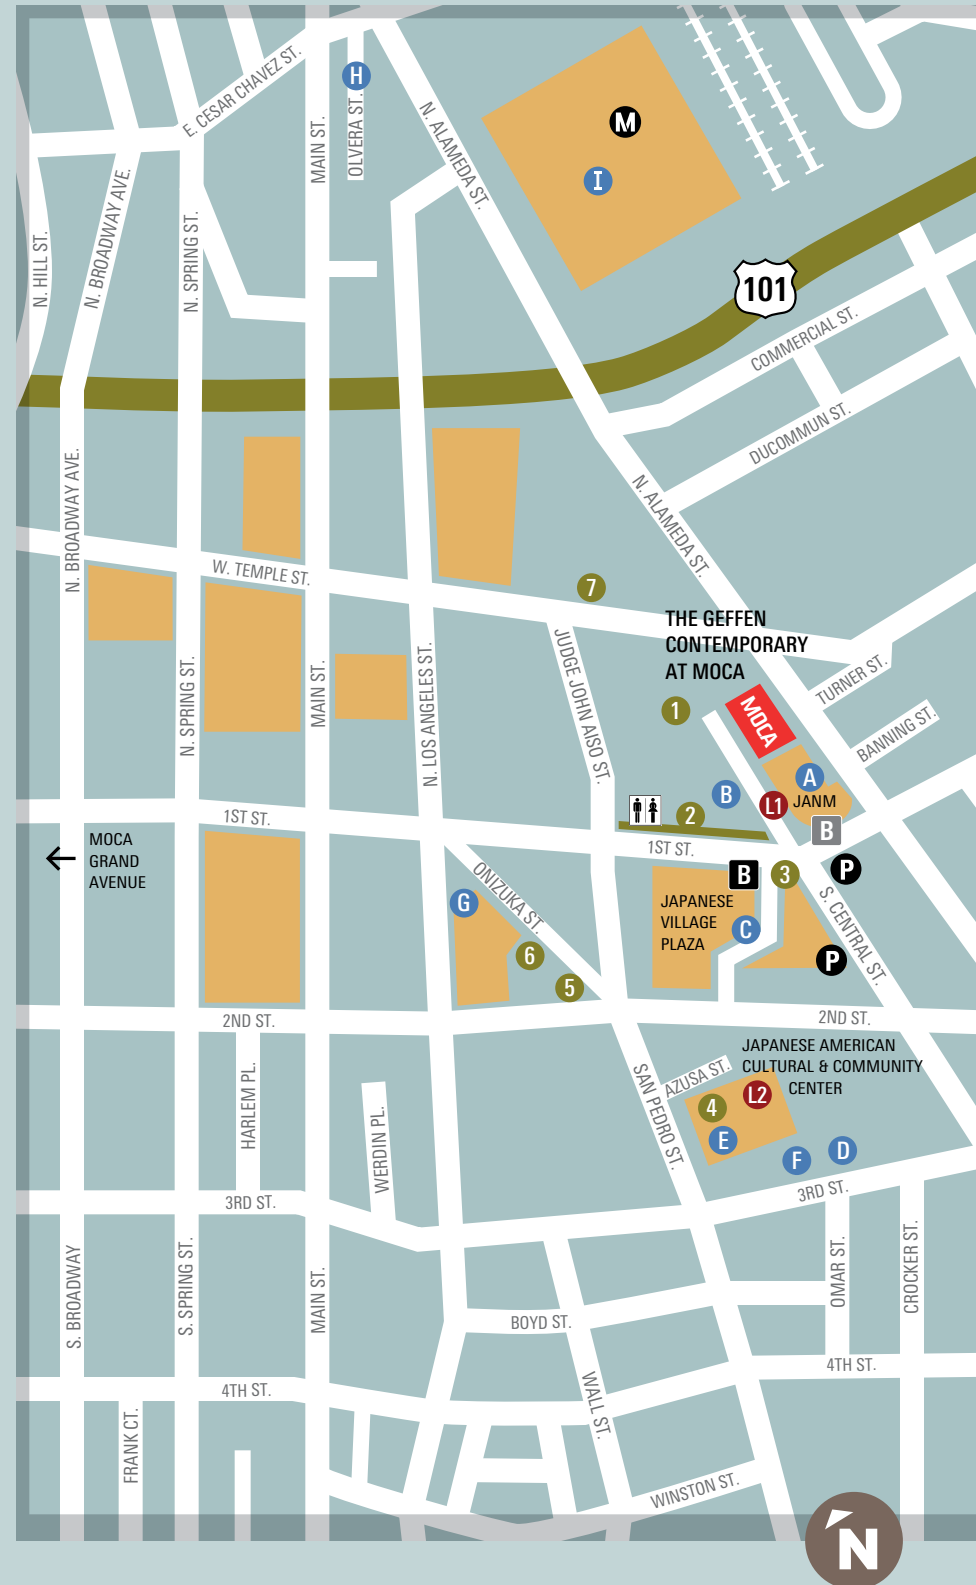 H
E. CESAR CHAVEZ ST.
MAIN ST.
OLVERA ST.
N. ALAMEDA ST.
M
I
N. HILL ST.
N. BROADWAY AVE.
N. SPRING ST.
101
COMMERCIAL ST.
DUCOMMUN ST.
N. BROADWAY AVE.
N. ALAMEDA ST.
W. TEMPLE ST.
7
THE GEFFEN
CONTEMPORARY
AT MOCA
JUDGE JOHN AISO ST.
N. SPRING ST.
MAIN ST.
N. LOS ANGELES ST.
1
MOCA
TURNER ST.
BANNING ST.
A
B
L1
JANM
2
B
1ST ST.
1ST ST.
MOCA
GRAND
AVENUE
ONIZUKA ST.
B
3
P
G
JAPANESE
VILLAGE
PLAZA
C
S. CENTRAL ST.
6
P
5
2ND ST.
2ND ST.
JAPANESE AMERICAN
CULTURAL & COMMUNITY
CENTER
HARLEM PL.
WERDIN PL.
SAN PEDRO ST.
AZUSA ST.
4
L2
E
F
D
3RD ST.
3RD ST.
S. BROADWAY
S. SPRING ST.
MAIN ST.
OMAR ST.
CROCKER ST.
BOYD ST.
4TH ST.
4TH ST.
WALL ST.
FRANK CT.
WINSTON ST.
N